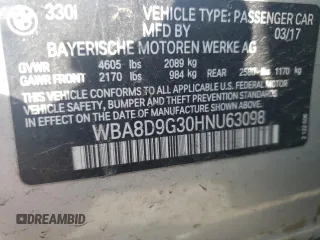 330i VEHICLE TYPE: PASSENGER CAR
MFD BY 03/17
BAYERISCHE MOTOREN WERKE AG
GVWR 4605 lbs 2089 kg
GAWR FRONT 2170 lbs 984 kg GAWR REAR lbs 1170 kg
THIS VEHICLE CONFORMS TO ALL APPLICABLE FEDERAL
MOTOR VEHICLE SAFETY, BUMPER AND THEFT PREVENTION
STANDARDS IN EFFECT ON THE DATE OF MANUFACTURE
SHOWN ABOVE
WBA8D9G30HNU63098
DREAMBID